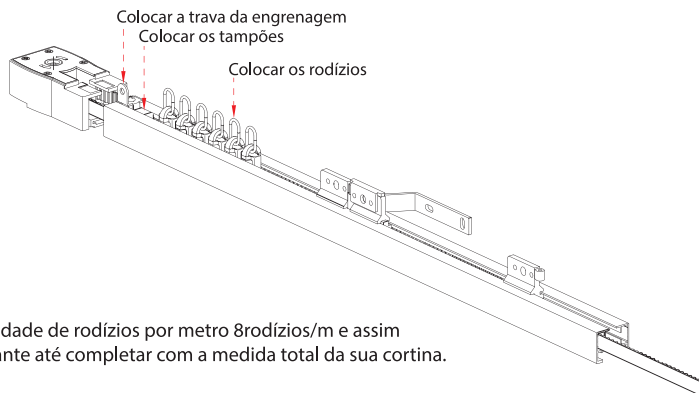 Colocar a trava da engrenagem
Colocar os tampões
Colocar os rodízios
dade de rodízios por metro 8rodízios/m e assim
ante até completar com a medida total da sua cortina.